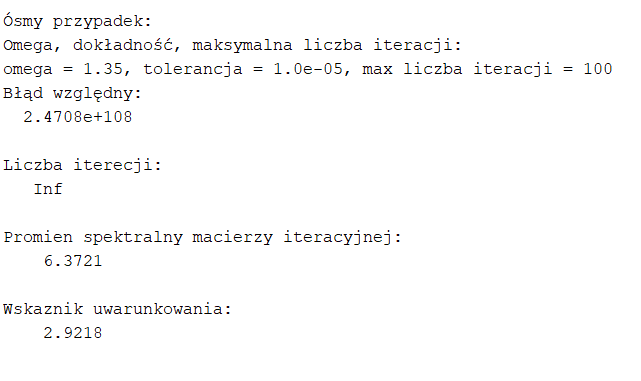 Ósmy przypadek:
Omega, dokładność, maksymalna liczba iteracji:
omega = 1.35, tolerancja = 1.0e-05, max liczba iteracji = 100
Błąd względny:
2.4708e+108
Liczba iterecji:
Inf
Promien spektralny macierzy iteracyjnej:
6.3721
Wskaznik uwarunkowania:
2.9218